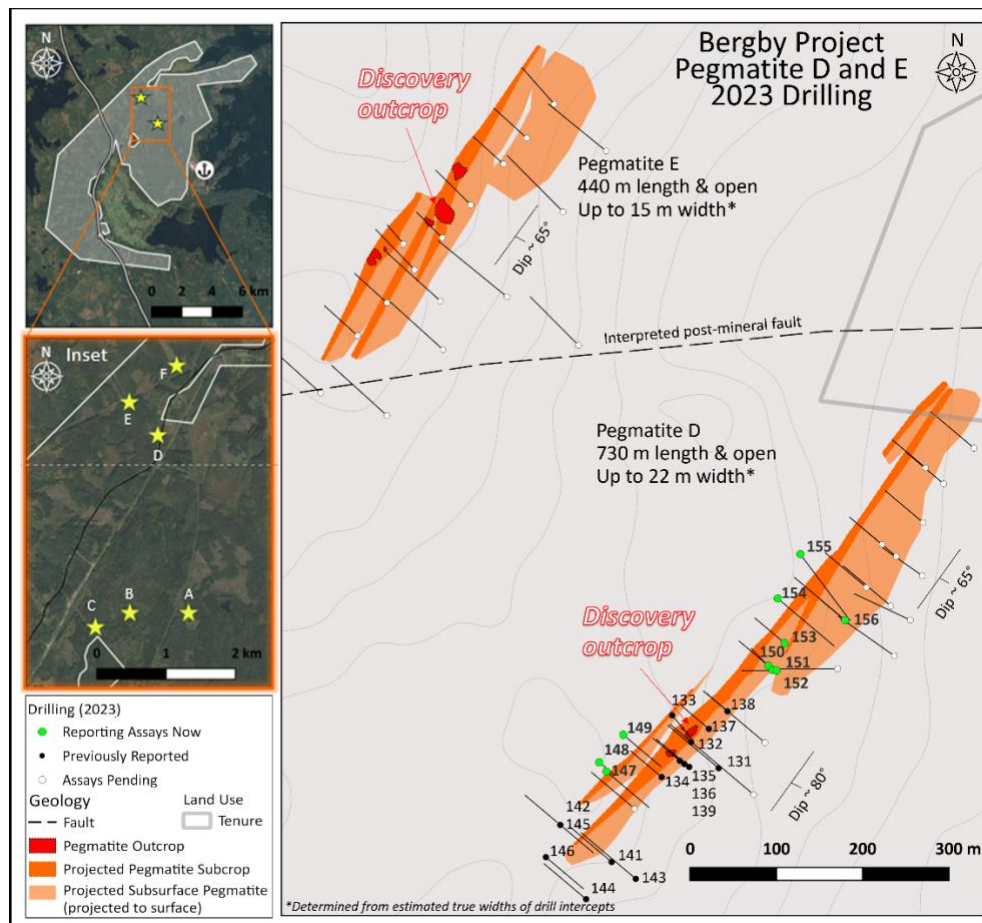 N
0 2 4 6 km
N
Inset
F
E
D
C
B
A
0 1 2 km
Drilling (2023)
Reporting Assays Now
Previously Reported
Assays Pending
Geology
Land Use
Fault
Tenure
Pegmatite Outcrop
Projected Pegmatite Subcrop
Projected Subsurface Pegmatite
(projected to surface)
Bergby Project
Pegmatite D and E
2023 Drilling
N
Discovery
outcrop
Pegmatite E
440 m length & open
Up to 15 m width*
Dip ~ 65°
Interpreted post-mineral fault
Pegmatite D
730 m length & open
Up to 22 m width*
155
154
156
Dip ~ 65°
153
150
151
152
Discovery
outcrop
133
138
137
149
132
148
131
147
134
135
136
139
Dip ~ 80°
142
145
146
141
143
144
0 100 200 300 m
*Determined from estimated true widths of drill intercepts